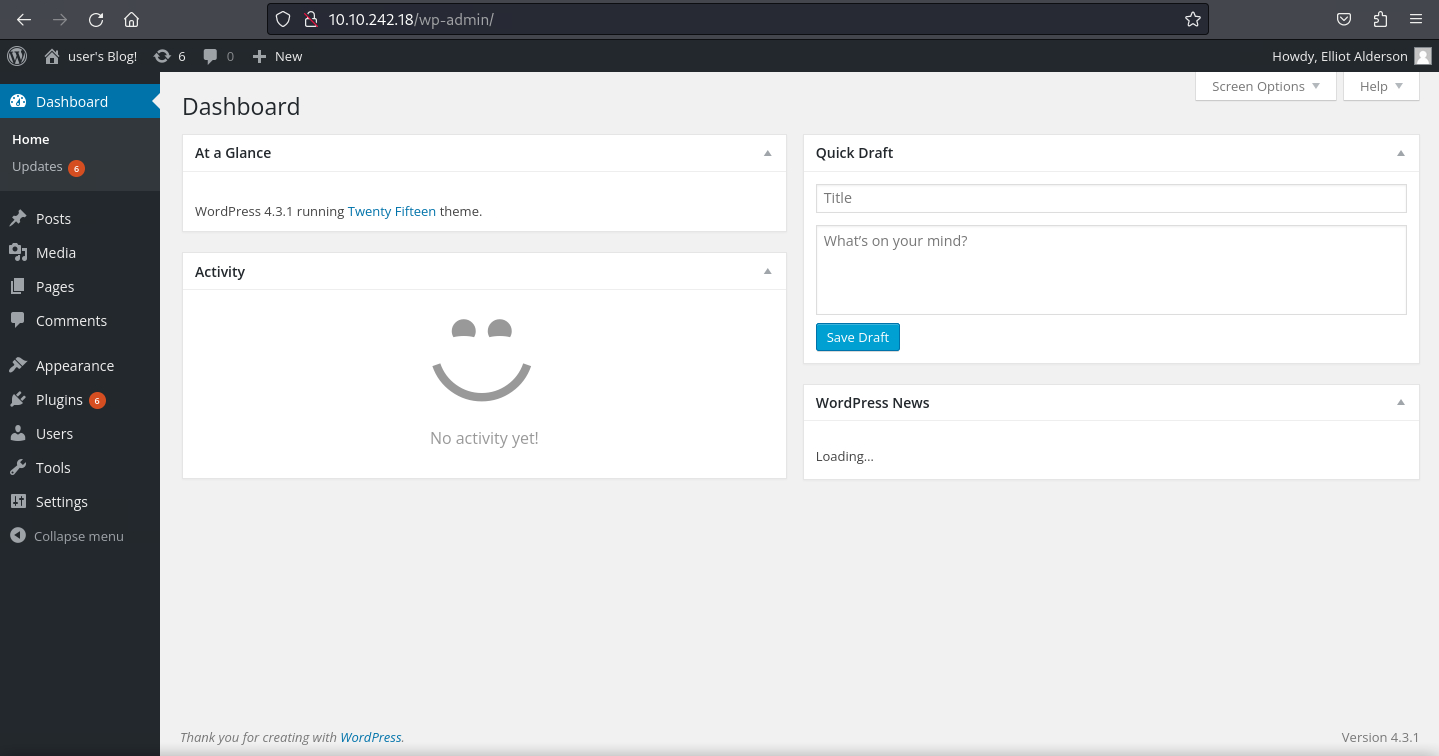 10.10.242.18/wp-admin/
user's Blog! 6 0 New Howdy, Elliot Alderson
Screen Options Help
Dashboard
Home
Updates 6
Posts
Media
Pages
Comments
Appearance
Plugins 6
Users
Tools
Settings
Collapse menu
Dashboard
At a Glance
WordPress 4.3.1 running Twenty Fifteen theme.
Activity
No activity yet!
Quick Draft
Title
What's on your mind?
Save Draft
WordPress News
Loading...
Thank you for creating with WordPress.
Version 4.3.1